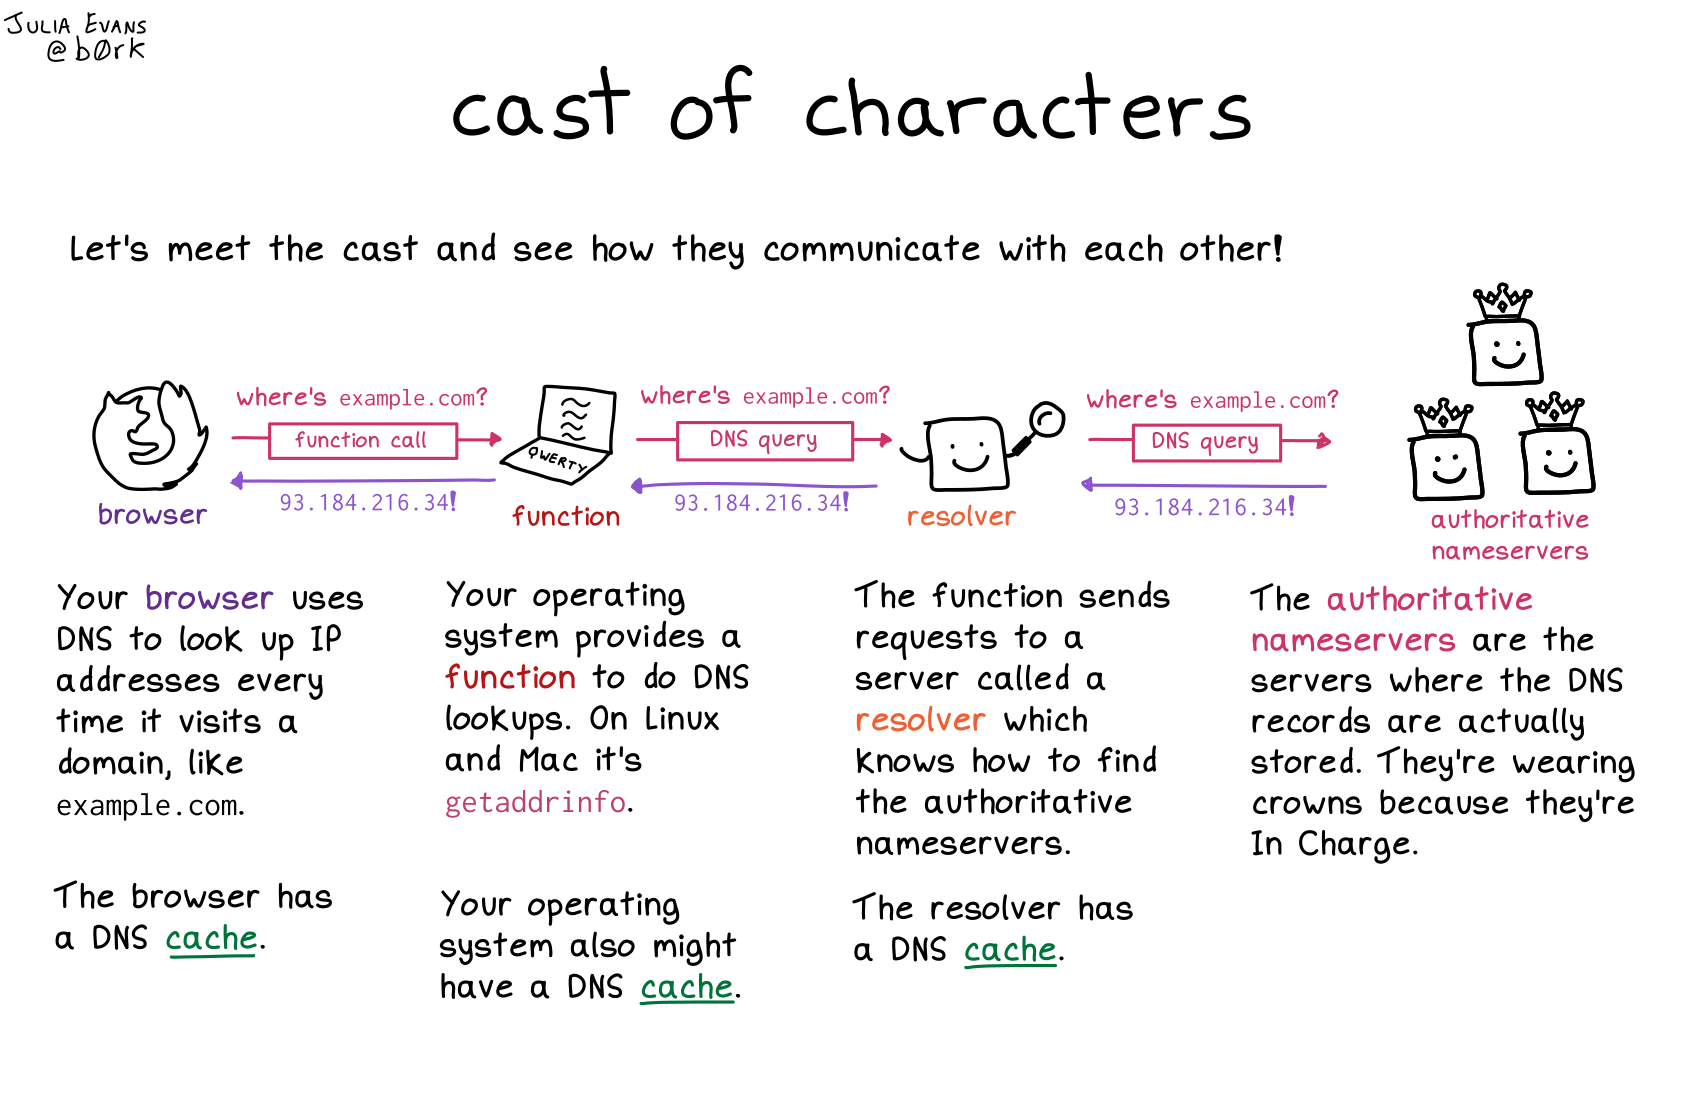 JULIA EVANS
@b0rk
cast of characters
Let's meet the cast and see how they communicate with each other!
where's example.com?
function call
93.184.216.34!
browser
QWERTY
function
where's example.com?
DNS query
93.184.216.34!
resolver
where's example.com?
DNS query
93.184.216.34!
authoritative
nameservers
Your browser uses
DNS to look up IP
addresses every
time it visits a
domain, like
example.com.
The browser has
a DNS cache.
Your operating
system provides a
function to do DNS
lookups. On Linux
and Mac it's
getaddrinfo.
Your operating
system also might
have a DNS cache.
The function sends
requests to a
server called a
resolver which
knows how to find
the authoritative
nameservers.
The resolver has
a DNS cache.
The authoritative
nameservers are the
servers where the DNS
records are actually
stored. They're wearing
crowns because they're
In Charge.